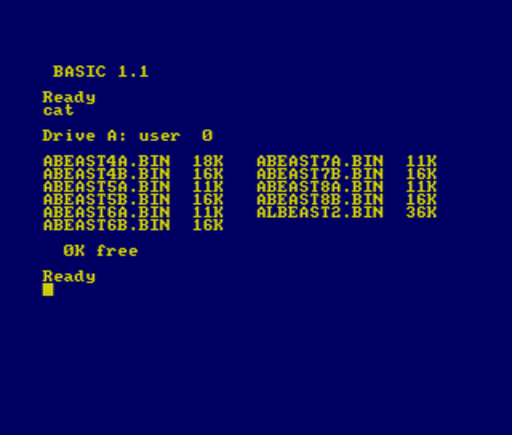 BASIC 1.1
Ready
cat
Drive A: user  0
ABEAST4A.BIN  18K   ABEAST7A.BIN  11K
ABEAST4B.BIN  16K   ABEAST7B.BIN  16K
ABEAST5A.BIN  11K   ABEAST8A.BIN  11K
ABEAST5B.BIN  16K   ABEAST8B.BIN  16K
ABEAST6A.BIN  11K   ALBEAST2.BIN  36K
ABEAST6B.BIN  16K
0K free
Ready